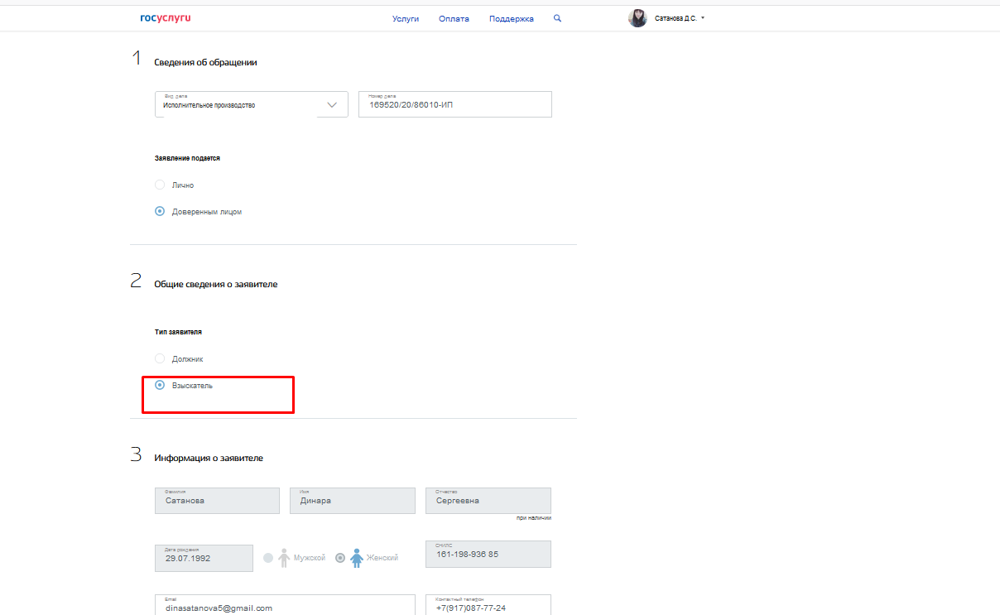 госуслуги Услуги Оплата Поддержка Сатанова Д.С.
1 Сведения об обращении
Вид дела
Исполнительное производство
Номер дела
169520/20/86010-ИП
Заявление подается
Лично
Доверенным лицом
2 Общие сведения о заявителе
Тип заявителя
Должник
Взыскатель
3 Информация о заявителе
Фамилия
Сатанова
Имя
Динара
Отчество
Сергеевна
при наличии
Дата рождения
29.07.1992
Мужской
Женский
СНИЛС
161-198-936 85
Email
dinasatanova5@gmail.com
Контактный телефон
+7(917)087-77-24